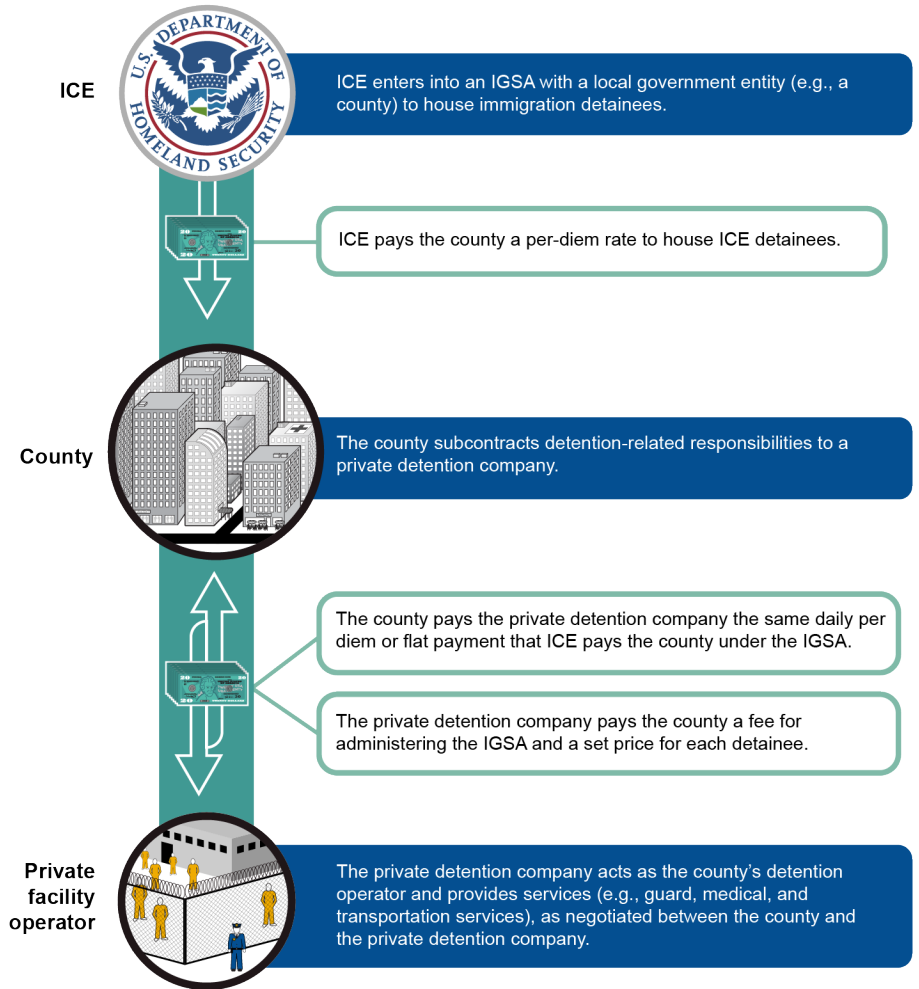 U.S. DEPARTMENT OF
HOMELAND SECURITY
ICE
ICE enters into an IGSA with a local government entity (e.g., a
county) to house immigration detainees.
ICE pays the county a per-diem rate to house ICE detainees.
County
The county subcontracts detention-related responsibilities to a
private detention company.
The county pays the private detention company the same daily per
diem or flat payment that ICE pays the county under the IGSA.
The private detention company pays the county a fee for
administering the IGSA and a set price for each detainee.
Private
facility
operator
The private detention company acts as the county’s detention
operator and provides services (e.g., guard, medical, and
transportation services), as negotiated between the county and
the private detention company.